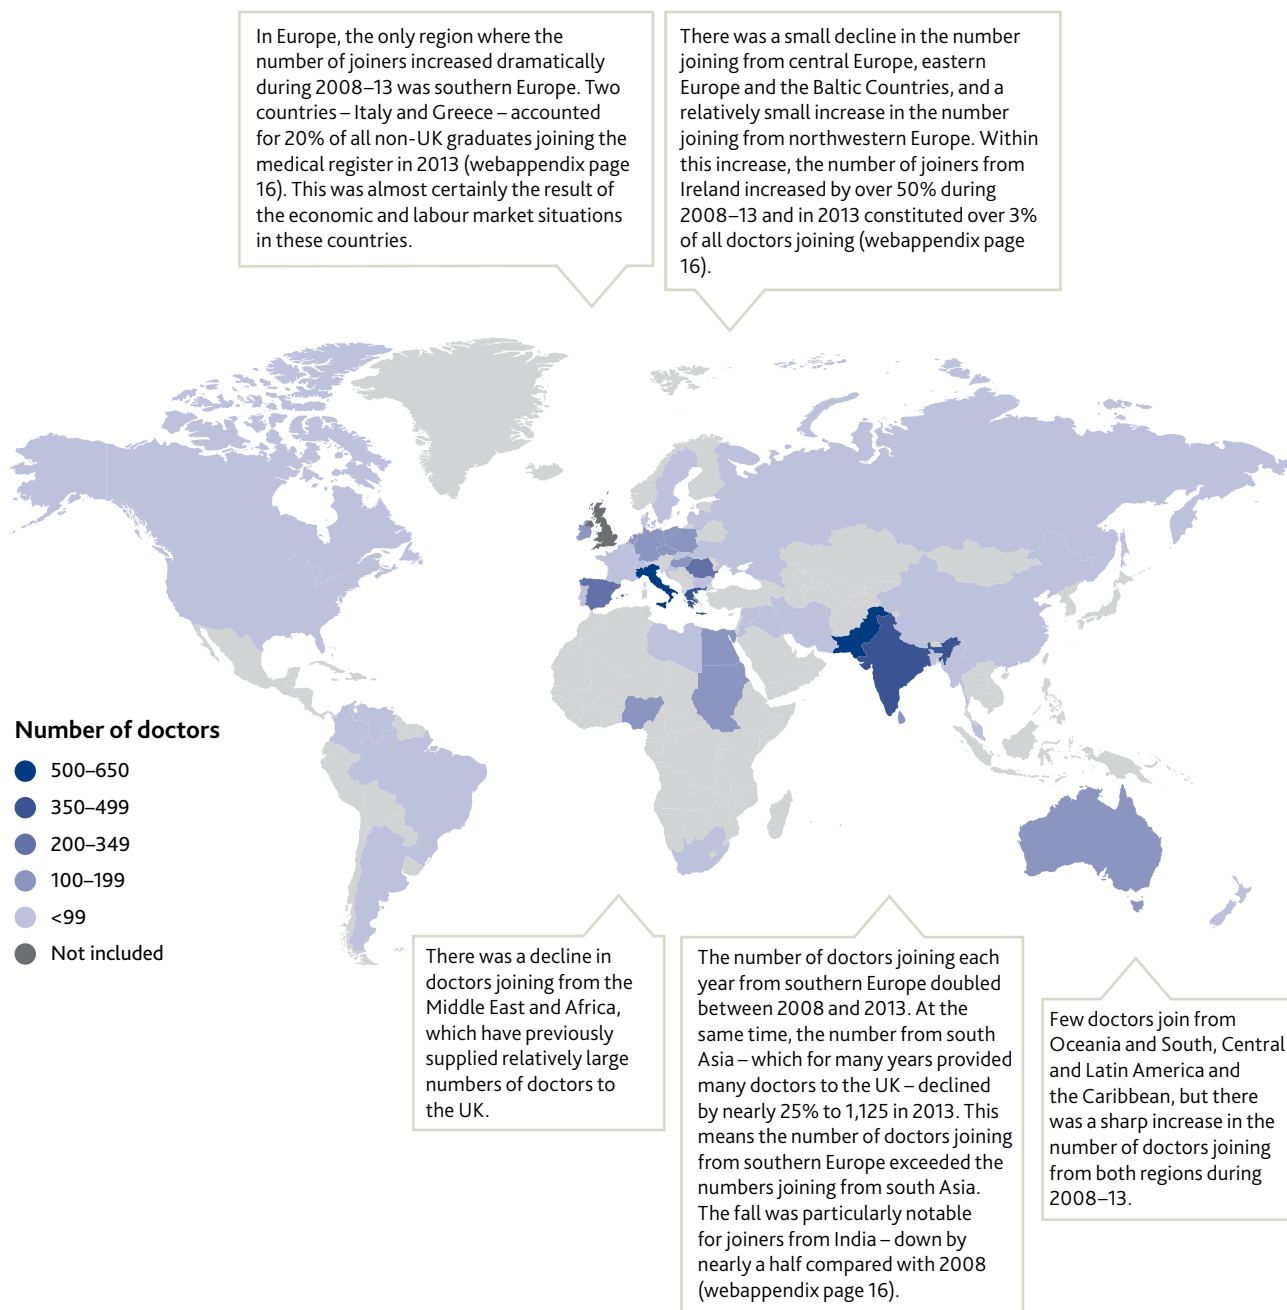 In Europe, the only region where the
number of joiners increased dramatically
during 2008–13 was southern Europe. Two
countries – Italy and Greece – accounted
for 20% of all non-UK graduates joining the
medical register in 2013 (webappendix page
16). This was almost certainly the result of
the economic and labour market situations
in these countries.
There was a small decline in the number
joining from central Europe, eastern
Europe and the Baltic Countries, and a
relatively small increase in the number
joining from northwestern Europe. Within
this increase, the number of joiners from
Ireland increased by over 50% during
2008–13 and in 2013 constituted over 3%
of all doctors joining (webappendix page
16).
Number of doctors
500–650
350–499
200–349
100–199
<99
Not included
There was a decline in
doctors joining from the
Middle East and Africa,
which have previously
supplied relatively large
numbers of doctors to
the UK.
The number of doctors joining each
year from southern Europe doubled
between 2008 and 2013. At the
same time, the number from south
Asia – which for many years provided
many doctors to the UK – declined
by nearly 25% to 1,125 in 2013. This
means the number of doctors joining
from southern Europe exceeded the
numbers joining from south Asia.
The fall was particularly notable
for joiners from India – down by
nearly a half compared with 2008
(webappendix page 16).
Few doctors join from
Oceania and South, Central
and Latin America and
the Caribbean, but there
was a sharp increase in the
number of doctors joining
from both regions during
2008–13.